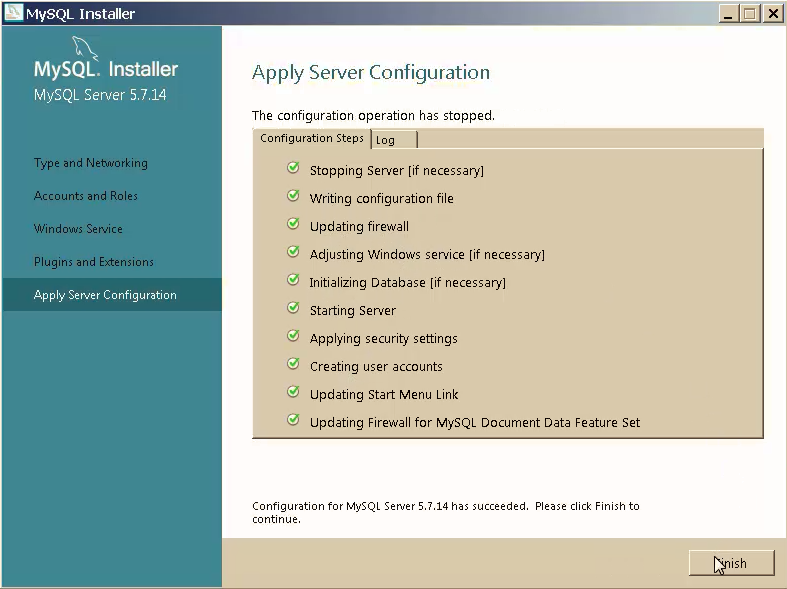 MySQL Installer
MySQL. Installer
MySQL Server 5.7.14
Type and Networking
Accounts and Roles
Windows Service
Plugins and Extensions
Apply Server Configuration
Apply Server Configuration
The configuration operation has stopped.
Configuration Steps Log
Stopping Server [if necessary]
Writing configuration file
Updating firewall
Adjusting Windows service [if necessary]
Initializing Database [if necessary]
Starting Server
Applying security settings
Creating user accounts
Updating Start Menu Link
Updating Firewall for MySQL Document Data Feature Set
Configuration for MySQL Server 5.7.14 has succeeded. Please click Finish to
continue.
Finish